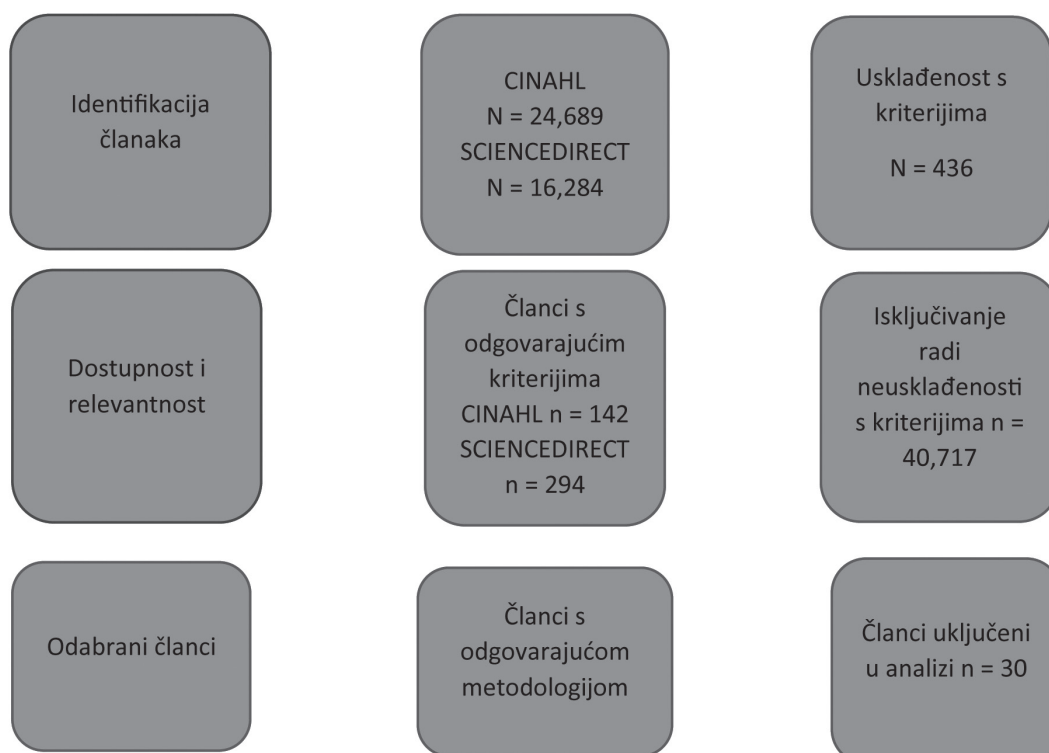 Identifikacija
članaka
CINAHL
N = 24,689
SCIENCEDIRECT
N = 16,284
Usklađenost s
kriterijima
N = 436
Dostupnost i
relevantnost
Članci s
odgovarajućim
kriterijima
CINAHL n = 142
SCIENCEDIRECT
n = 294
Isključivanje
radi
neusklađenosti
s kriterijima n =
40,717
Odabrani članci
Članci s
odgovarajućom
metodologijom
Članci uključeni
u analizi n = 30